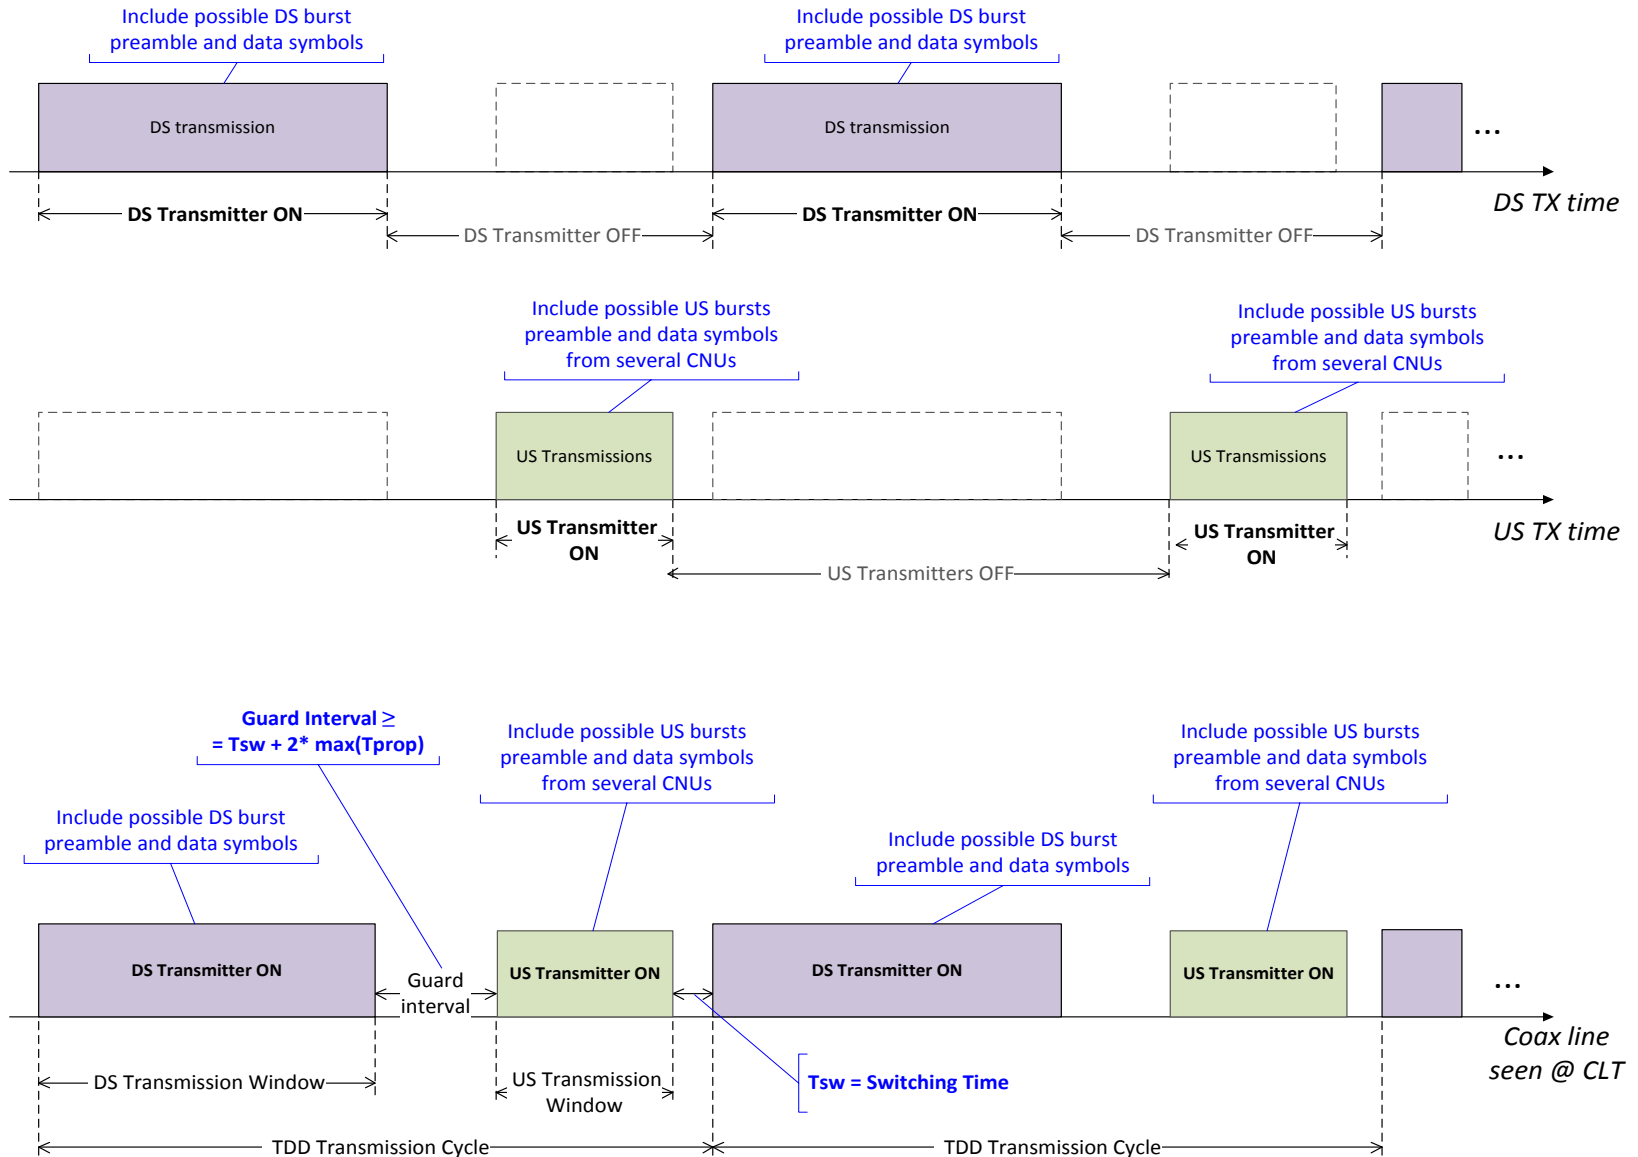 Include possible DS burst
preamble and data symbols
Include possible DS burst
preamble and data symbols
DS transmission
DS transmission
...
DS Transmitter ON
DS Transmitter ON
DS TX time
DS Transmitter OFF
DS Transmitter OFF
Include possible US bursts
preamble and data symbols
from several CNUs
Include possible US bursts
preamble and data symbols
from several CNUs
US Transmissions
US Transmissions
...
US Transmitter
ON
US Transmitter
ON
US TX time
US Transmitters OFF
Guard Interval ≥
= Tsw + 2* max(Tprop)
Include possible US bursts
preamble and data symbols
from several CNUs
Include possible US bursts
preamble and data symbols
from several CNUs
Include possible DS burst
preamble and data symbols
Include possible DS burst
preamble and data symbols
DS Transmitter ON
Guard
interval
US Transmitter ON
DS Transmitter ON
US Transmitter ON
...
Coax line
seen @ CLT
DS Transmission Window
US Transmission
Window
Tsw = Switching Time
TDD Transmission Cycle
TDD Transmission Cycle